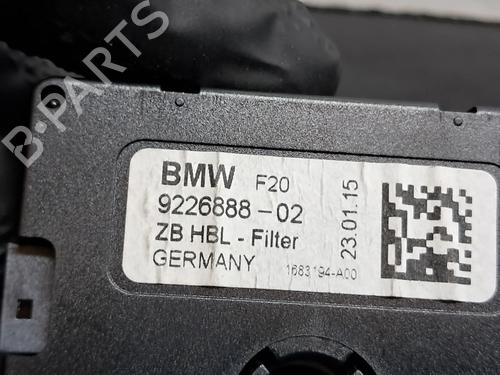 BMW F20
9226888-02
ZB HBL - Filter
GERMANY
1683194-A00
23.01.15
B-PARTS